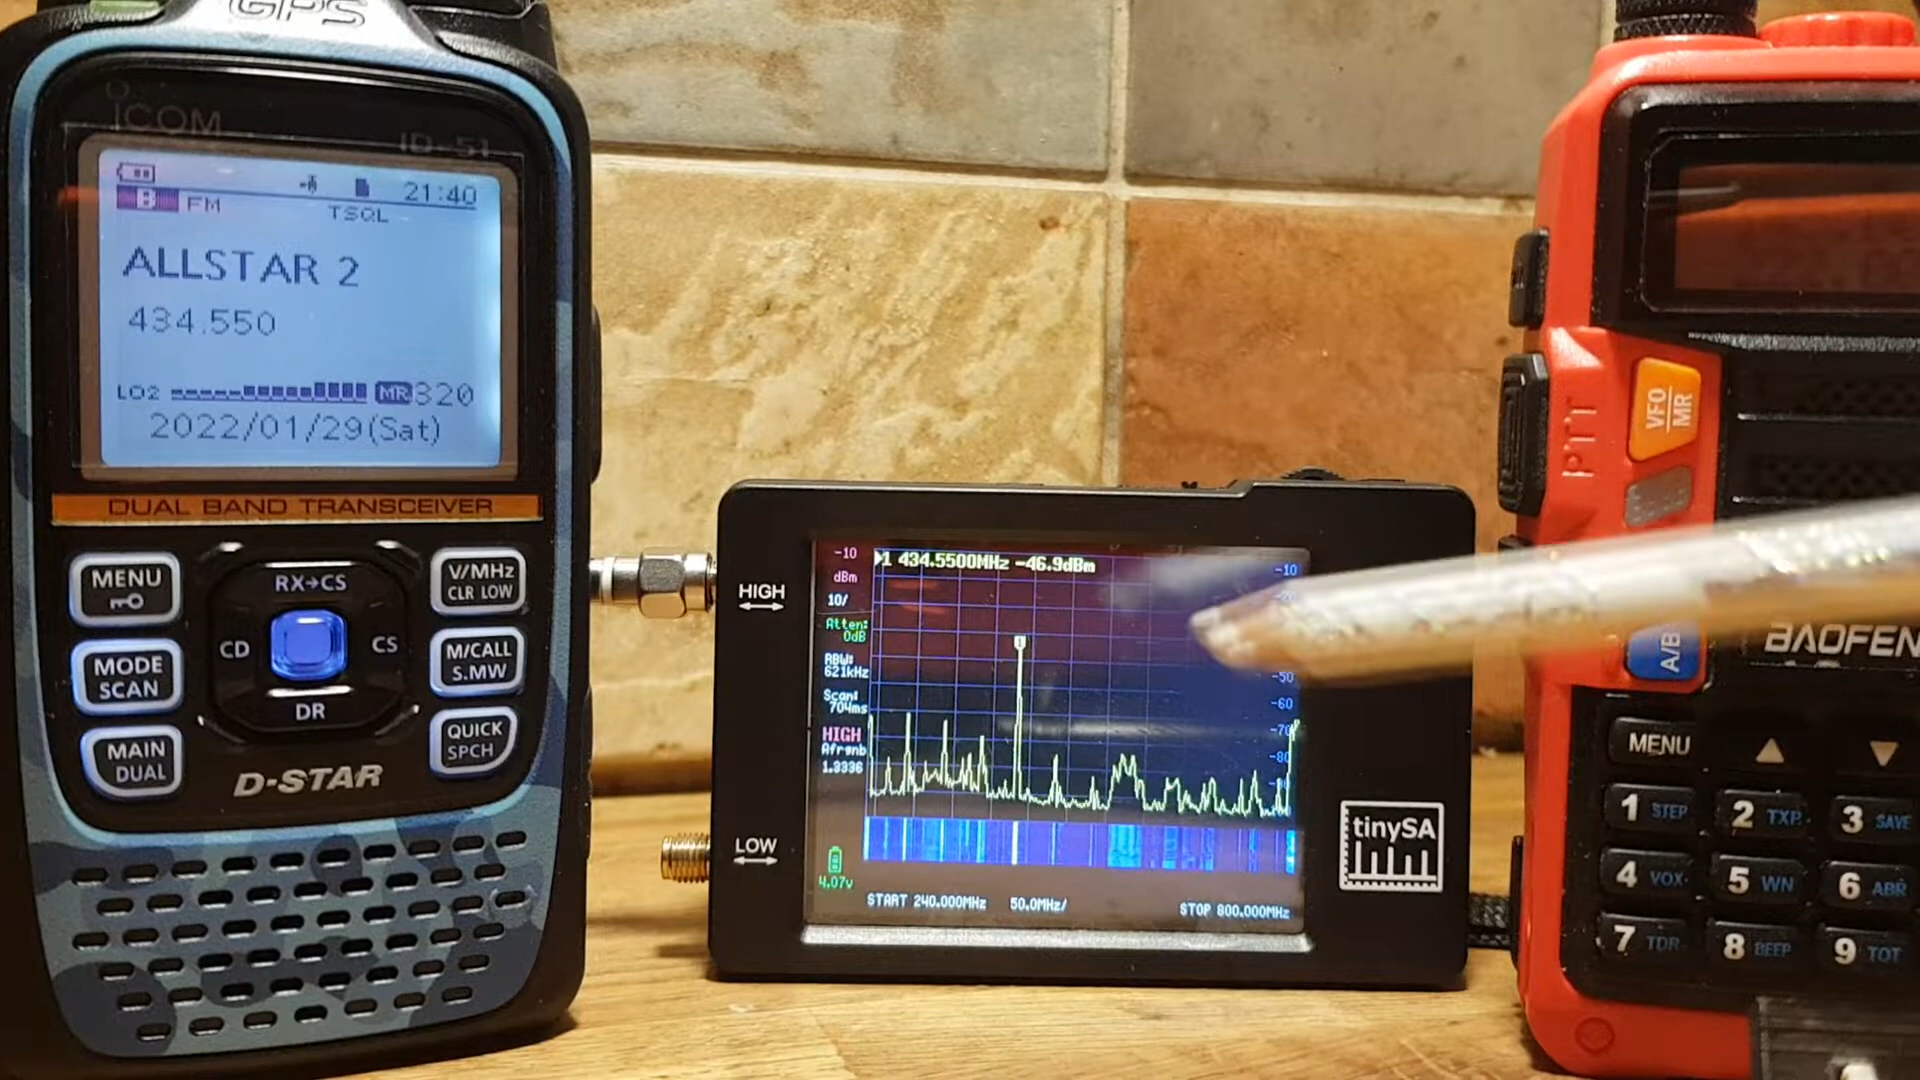 GPS
ICOM
ID-51
B FM
TSQL
21:40
ALLSTAR 2
434.550
LO2
MR 320
2022/01/29(Sat)
DUAL BAND TRANSCEIVER
MENU
RX→CS
V/MHz
CLR LOW
CD
CS
MODE
SCAN
M/CALL
S.MW
DR
MAIN
DUAL
QUICK
SPCH
D-STAR
HIGH
LOW
-10
dBm
10/
Atten:
0dB
RBW:
621kHz
Scan:
704ms
HIGH
4.07v
1 434.5500MHz -46.9dBm
1
-10
-50
-60
START 240.000MHz 50.0MHz/ STOP 800.000MHz
tinySA
PTT
VFO
MR
A/B
BAOFEN
MENU
1 STEP
2 TXP
3 SAVE
4 VOX
5 WN
6 ABR
7 TDR
8 BEEP
9 TOT